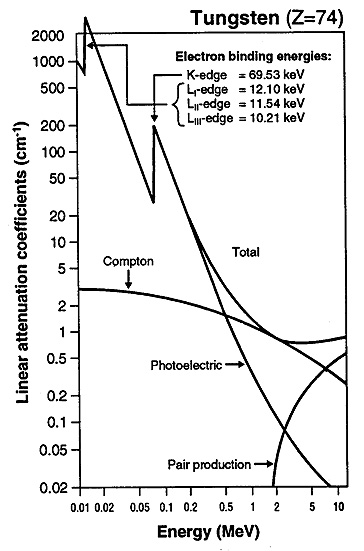 Tungsten (Z=74)
Electron binding energies:
K-edge = 69.53 keV
LI-edge = 12.10 keV
LII-edge = 11.54 keV
LIII-edge = 10.21 keV
2000
1000
500
200
100
50
20
10
5
2
1
0.5
0.2
0.1
0.05
0.02
Linear attenuation coefficients (cm⁻¹)
Total
Compton
Photoelectric
Pair production
0.01 0.02 0.05 0.1 0.2 0.5 1 2 5 10
Energy (MeV)